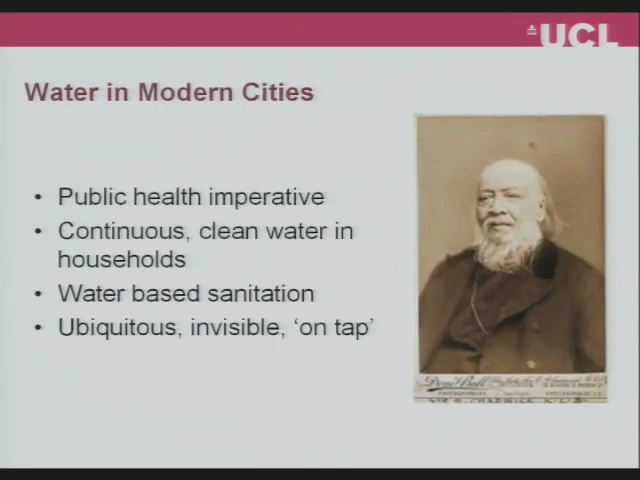 UCL
Water in Modern Cities
• Public health imperative
• Continuous, clean water in
households
• Water based sanitation
• Ubiquitous, invisible, ‘on tap’
CHADWICK K.C.B.